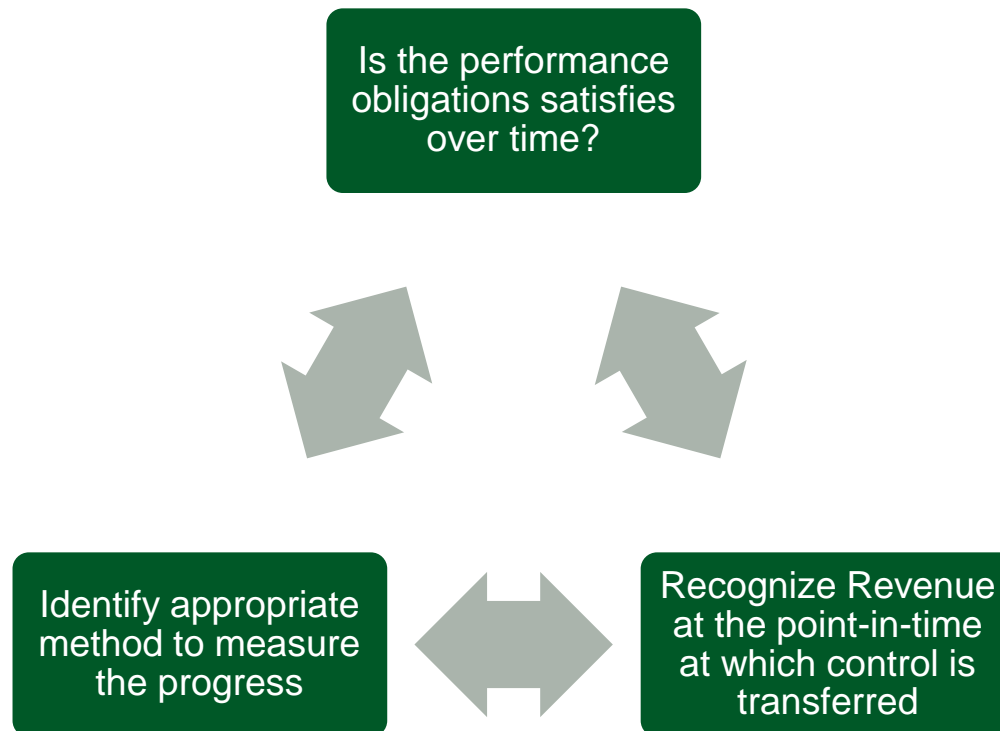 Is the performance
obligations satisfies
over time?
Identify appropriate
method to measure
the progress
Recognize Revenue
at the point-in-time
at which control is
transferred